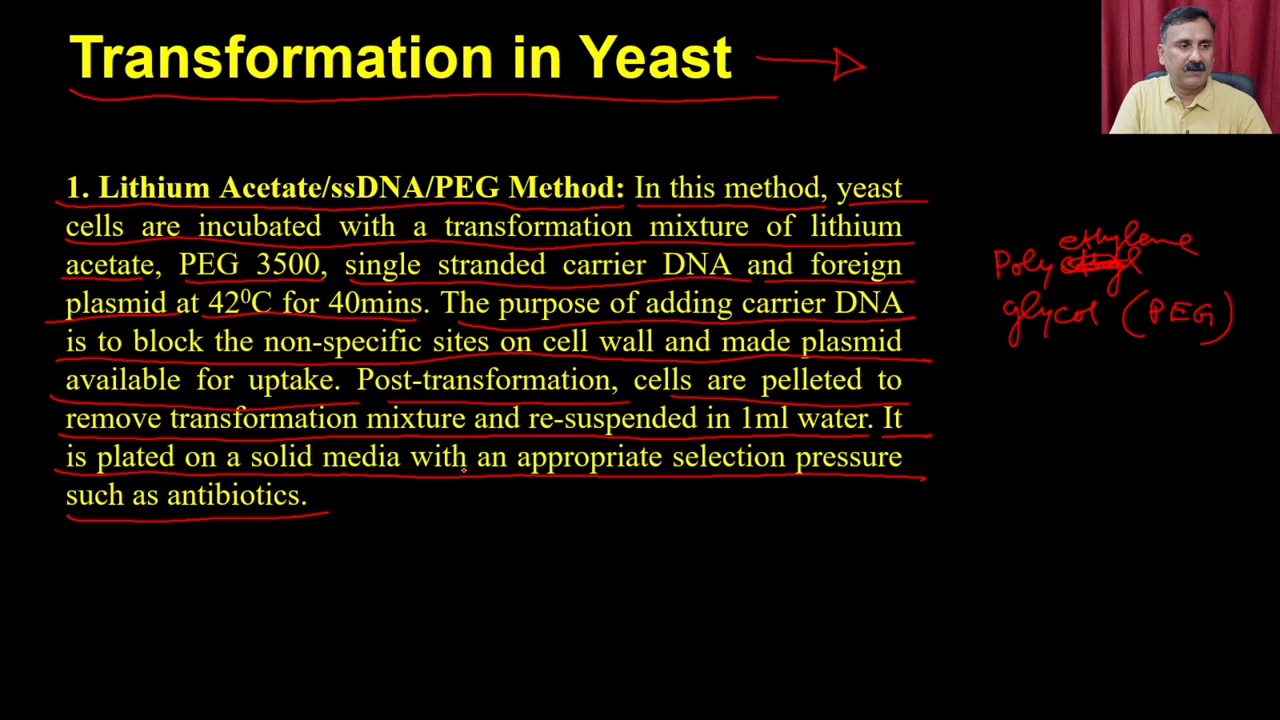 Transformation in Yeast
1. Lithium Acetate/ssDNA/PEG Method: In this method, yeast
cells are incubated with a transformation mixture of lithium
acetate, PEG 3500, single stranded carrier DNA and foreign
plasmid at 42⁰C for 40mins. The purpose of adding carrier DNA
is to block the non-specific sites on cell wall and made plasmid
available for uptake. Post-transformation, cells are pelleted to
remove transformation mixture and re-suspended in 1ml water. It
is plated on a solid media with an appropriate selection pressure
such as antibiotics.
ethylene
Poly
glycol (PEG)